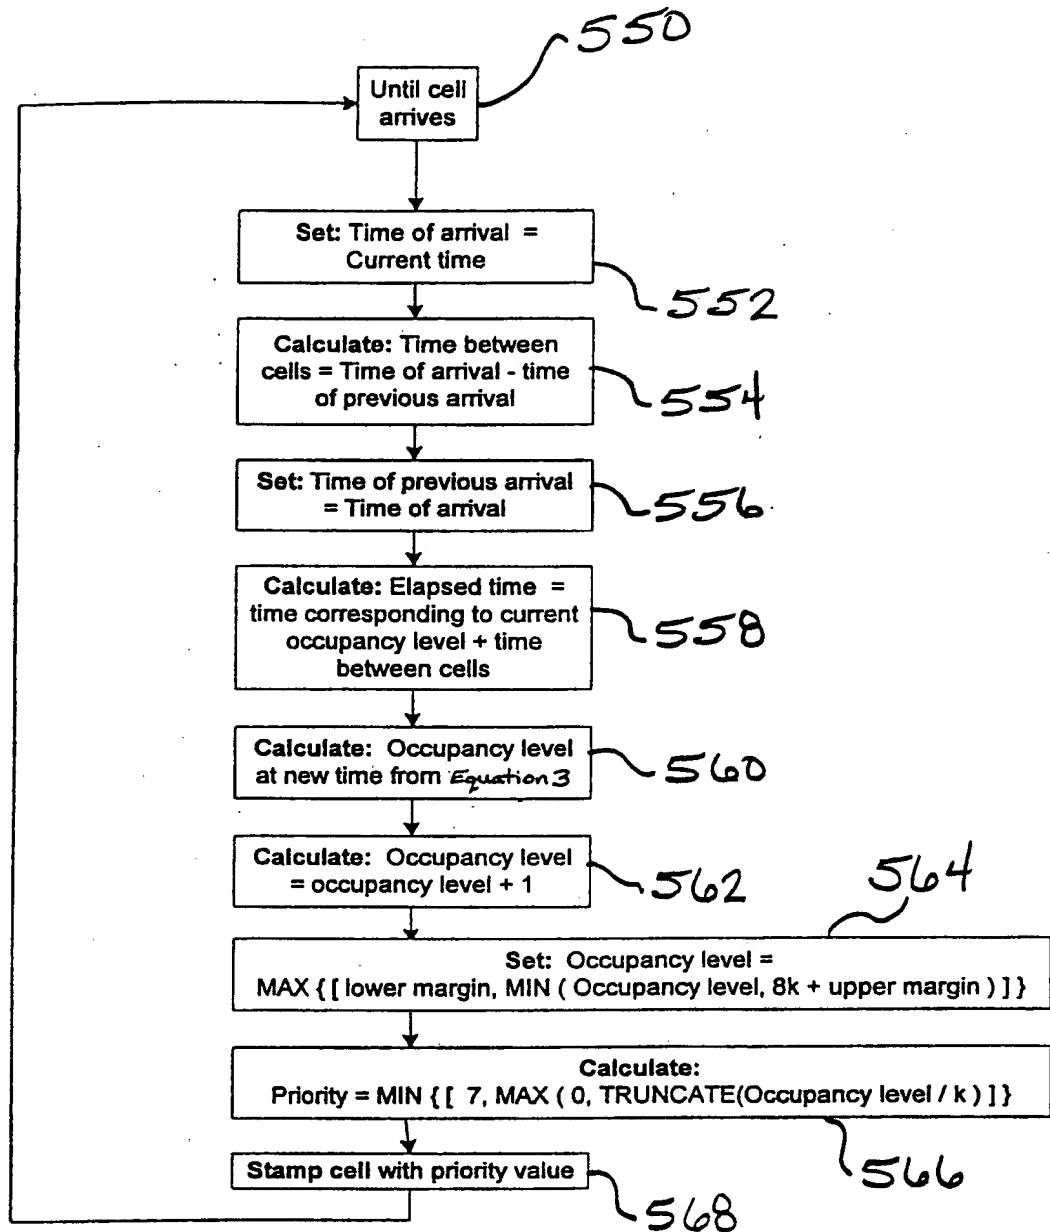 550
Until cell
arrives
Set: Time of arrival =
Current time
552
Calculate: Time between
cells = Time of arrival - time
of previous arrival
554
Set: Time of previous arrival
= Time of arrival
556
Calculate: Elapsed time =
time corresponding to current
occupancy level + time
between cells
558
Calculate: Occupancy level
at new time from Equation 3
560
Calculate: Occupancy level
= occupancy level + 1
562
564
Set: Occupancy level =
MAX { [ lower margin, MIN ( Occupancy level, 8k + upper margin ) ] }
Calculate:
Priority = MIN { [ 7, MAX ( 0, TRUNCATE(Occupancy level / k ) ] }
566
Stamp cell with priority value
568